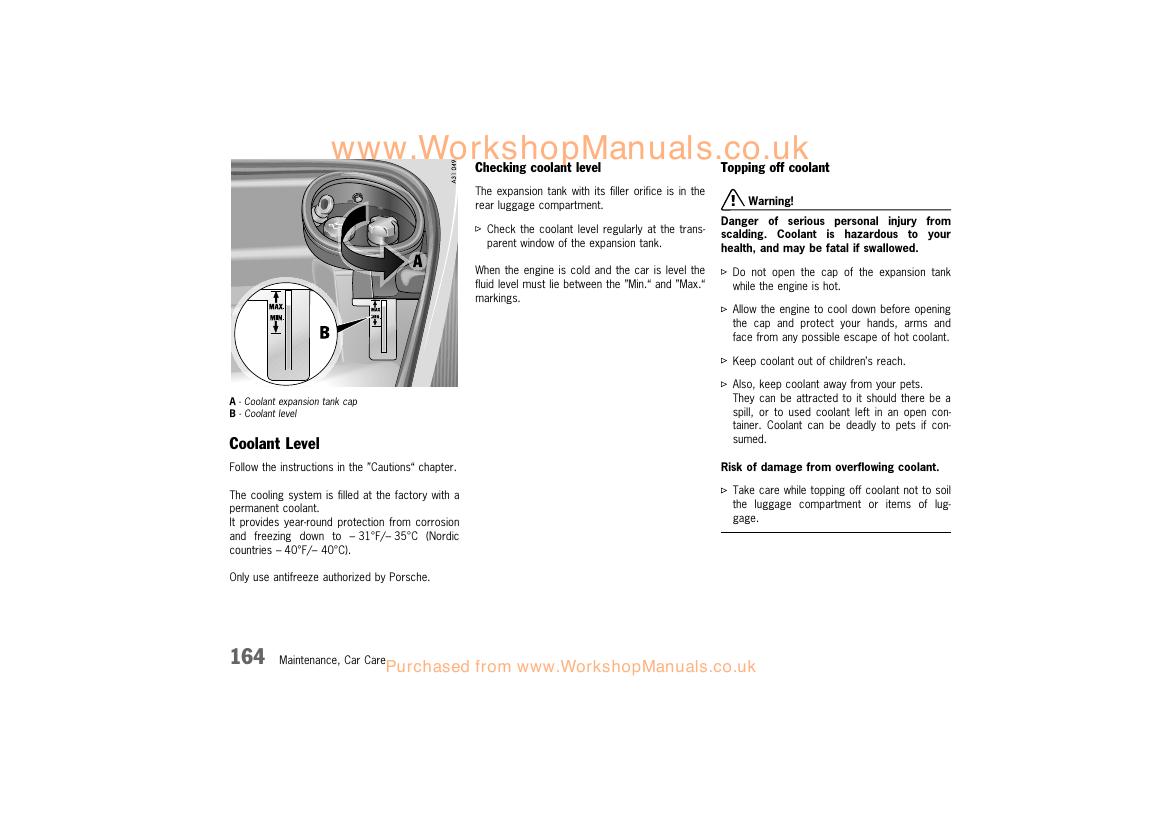 www.WorkshopManuals.co.uk
A31 049
A
MAX.
MIN.
B
MAX
MIN.
A - Coolant expansion tank cap
B - Coolant level
Coolant Level
Follow the instructions in the ”Cautions“ chapter.
The cooling system is filled at the factory with a
permanent coolant.
It provides year-round protection from corrosion
and freezing down to – 31°F/– 35°C (Nordic
countries – 40°F/– 40°C).
Only use antifreeze authorized by Porsche.
Checking coolant level
The expansion tank with its filler orifice is in the
rear luggage compartment.
▷ Check the coolant level regularly at the trans-
parent window of the expansion tank.
When the engine is cold and the car is level the
fluid level must lie between the ”Min.“ and ”Max.“
markings.
Topping off coolant
Warning!
Danger of serious personal injury from
scalding. Coolant is hazardous to your
health, and may be fatal if swallowed.
▷ Do not open the cap of the expansion tank
while the engine is hot.
▷ Allow the engine to cool down before opening
the cap and protect your hands, arms and
face from any possible escape of hot coolant.
▷ Keep coolant out of children's reach.
▷ Also, keep coolant away from your pets.
They can be attracted to it should there be a
spill, or to used coolant left in an open con-
tainer. Coolant can be deadly to pets if con-
sumed.
Risk of damage from overflowing coolant.
▷ Take care while topping off coolant not to soil
the luggage compartment or items of lug-
gage.
164 Maintenance, Car Care
Purchased from www.WorkshopManuals.co.uk